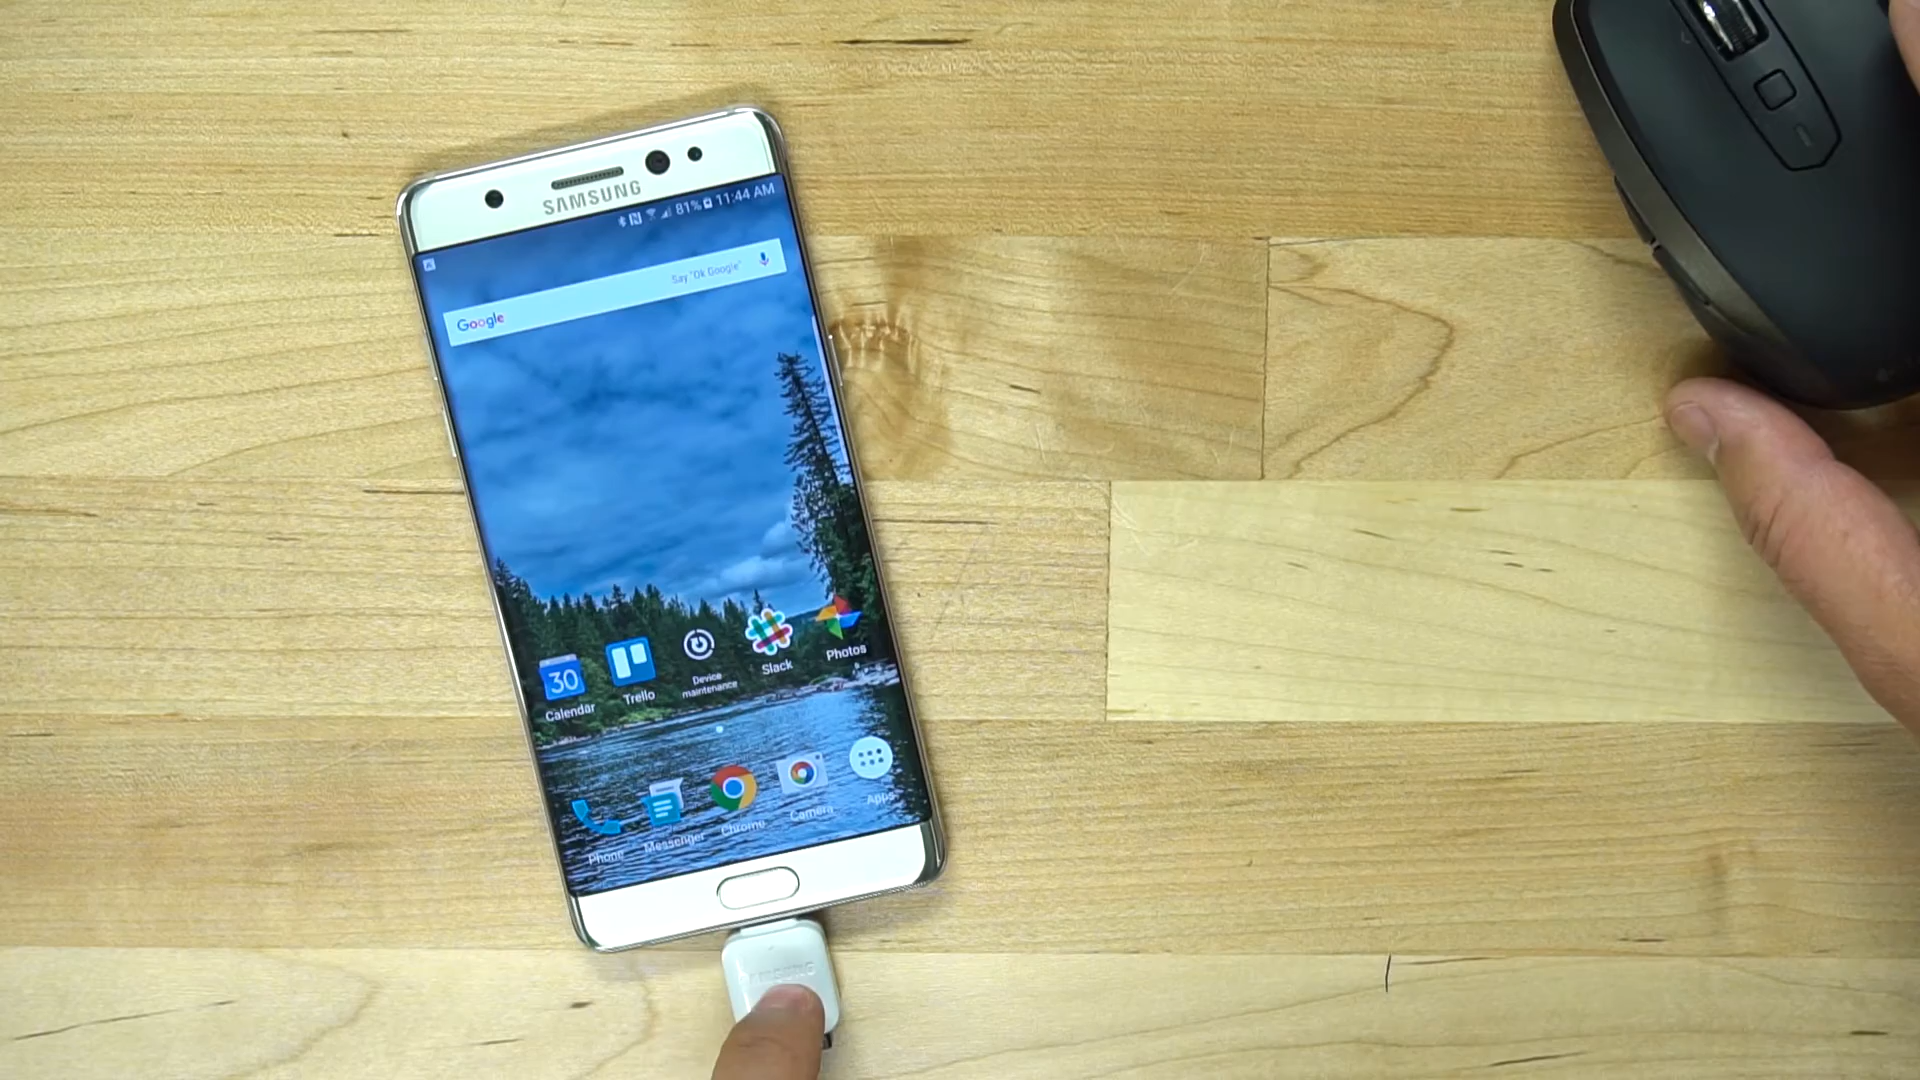 SAMSUNG
81% 11:44 AM
Google Say "Ok Google"
30
Calendar Trello Device maintenance Slack Photos
Phone Messenger Chrome Camera Apps
SAMSUNG